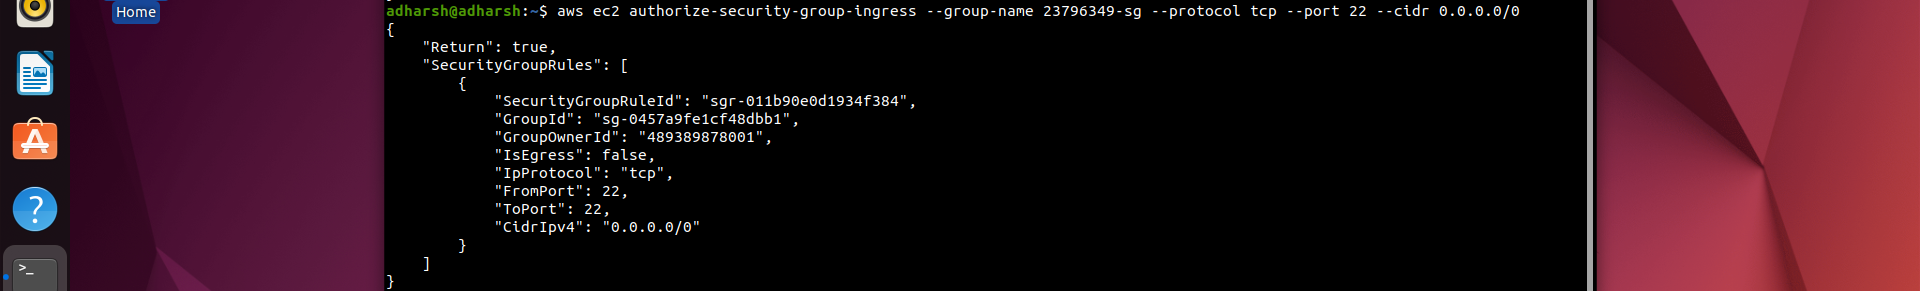 Home
adharsh@adharsh:~$ aws ec2 authorize-security-group-ingress --group-name 23796349-sg --protocol tcp --port 22 --cidr 0.0.0.0/0
{
    "Return": true,
    "SecurityGroupRules": [
        {
            "SecurityGroupRuleId": "sgr-011b90e0d1934f384",
            "GroupId": "sg-0457a9fe1cf48dbb1",
            "GroupOwnerId": "489389878001",
            "IsEgress": false,
            "IpProtocol": "tcp",
            "FromPort": 22,
            "ToPort": 22,
            "CidrIpv4": "0.0.0.0/0"
        }
    ]
}